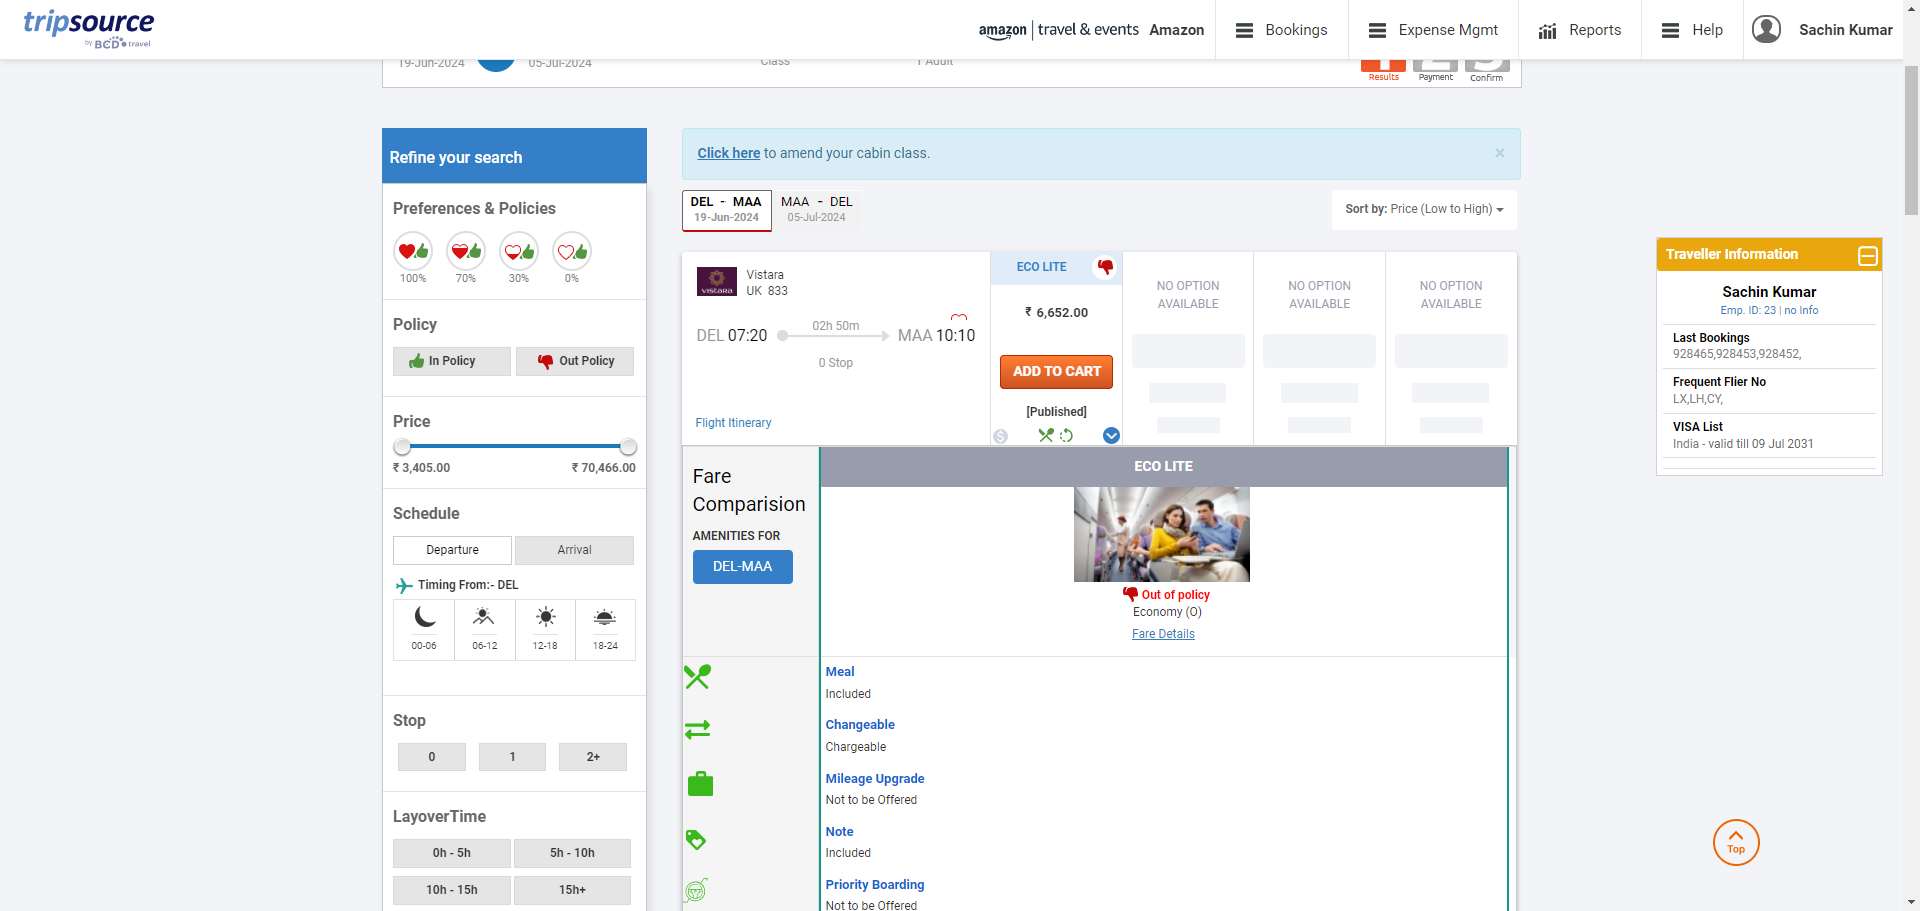 tripsource
by BCD travel
amazon | travel & events Amazon
Bookings
Expense Mgmt
Reports
Help
Sachin Kumar
19-Jun-2024
05-Jul-2024
Class
1 Adult
Results
Payment
Confirm
Refine your search
Preferences & Policies
100%
70%
30%
0%
Policy
In Policy
Out Policy
Price
₹ 3,405.00
₹ 70,466.00
Schedule
Departure
Arrival
Timing From:- DEL
00-06
06-12
12-18
18-24
Stop
0
1
2+
LayoverTime
0h - 5h
5h - 10h
10h - 15h
15h+
Click here to amend your cabin class.
×
DEL - MAA
19-Jun-2024
MAA - DEL
05-Jul-2024
Sort by: Price (Low to High)
VISTARA
Vistara
UK 833
DEL 07:20
02h 50m
MAA 10:10
0 Stop
Flight Itinerary
ECO LITE
₹ 6,652.00
ADD TO CART
[Published]
NO OPTION
AVAILABLE
NO OPTION
AVAILABLE
NO OPTION
AVAILABLE
Fare
Comparision
AMENITIES FOR
DEL-MAA
ECO LITE
Out of policy
Economy (O)
Fare Details
Meal
Included
Changeable
Chargeable
Mileage Upgrade
Not to be Offered
Note
Included
Priority Boarding
Not to be Offered
Traveller Information
Sachin Kumar
Emp. ID: 23 | no Info
Last Bookings
928465,928453,928452,
Frequent Flier No
LX,LH,CY,
VISA List
India - valid till 09 Jul 2031
Top